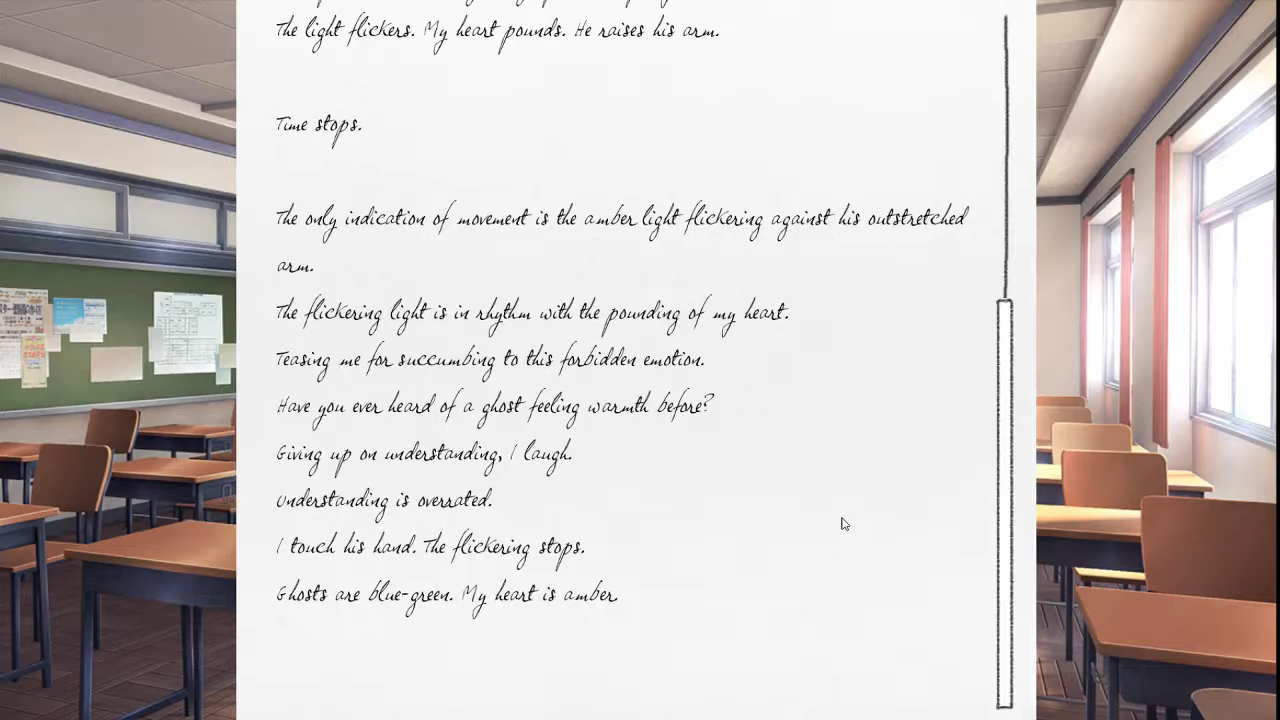 The light flickers. My heart pounds. He raises his arm.
Time stops.
The only indication of movement is the amber light flickering against his outstretched
arm.
The flickering light is in rhythm with the pounding of my heart.
Teasing me for succumbing to this forbidden emotion.
Have you ever heard of a ghost feeling warmth before?
Giving up on understanding, I laugh.
Understanding is overrated.
I touch his hand. The flickering stops.
Ghosts are blue-green. My heart is amber